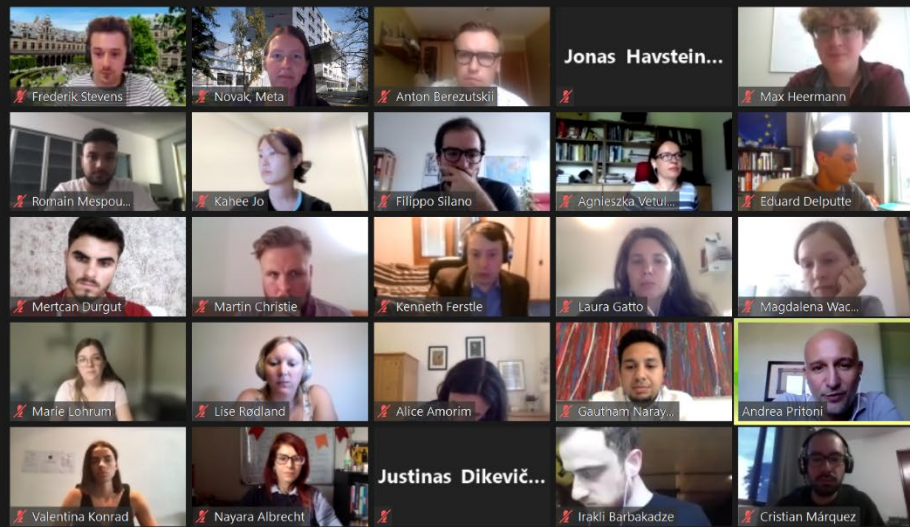 Frederik Stevens
Novak, Meta
Anton Berezutskii
Jonas Havstein...
Max Heermann
Romain Mespou...
Kahee Jo
Filippo Silano
Agnieszka Vetul...
Eduard Delputte
Mertcan Durgut
Martin Christie
Kenneth Ferstle
Laura Gatto
Magdalena Wac...
Marie Lohrum
Lise Rødland
Alice Amorim
Gautham Naray...
Andrea Pritoni
Valentina Konrad
Nayara Albrecht
Justinas Dikevič...
Irakli Barbakadze
Cristian Márquez